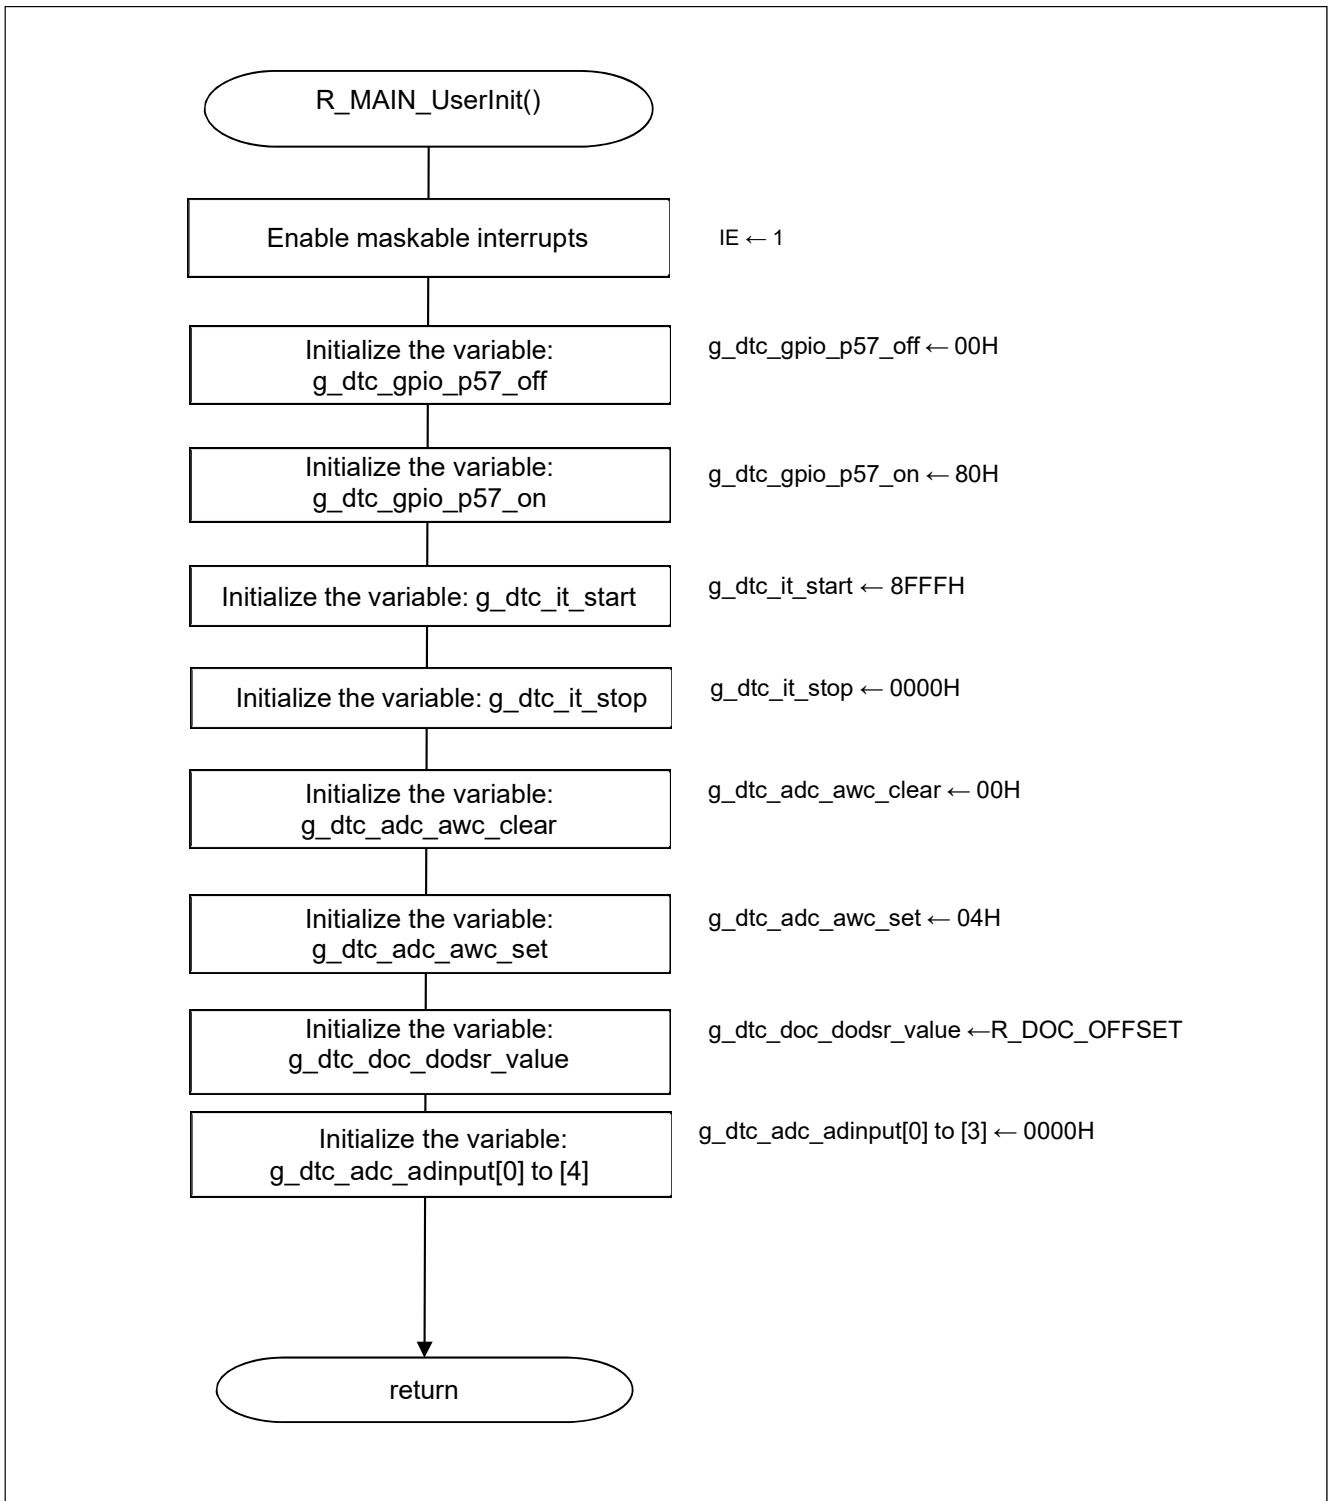 R_MAIN_UserInit()
Enable maskable interrupts
IE ← 1
Initialize the variable:
g_dtc_gpio_p57_off
g_dtc_gpio_p57_off ← 00H
Initialize the variable:
g_dtc_gpio_p57_on
g_dtc_gpio_p57_on ← 80H
Initialize the variable: g_dtc_it_start
g_dtc_it_start ← 8FFFH
Initialize the variable: g_dtc_it_stop
g_dtc_it_stop ← 0000H
Initialize the variable:
g_dtc_adc_awc_clear
g_dtc_adc_awc_clear ← 00H
Initialize the variable:
g_dtc_adc_awc_set
g_dtc_adc_awc_set ← 04H
Initialize the variable:
g_dtc_doc_dodsr_value
g_dtc_doc_dodsr_value ←R_DOC_OFFSET
Initialize the variable:
g_dtc_adc_adinput[0] to [4]
g_dtc_adc_adinput[0] to [3] ← 0000H
return